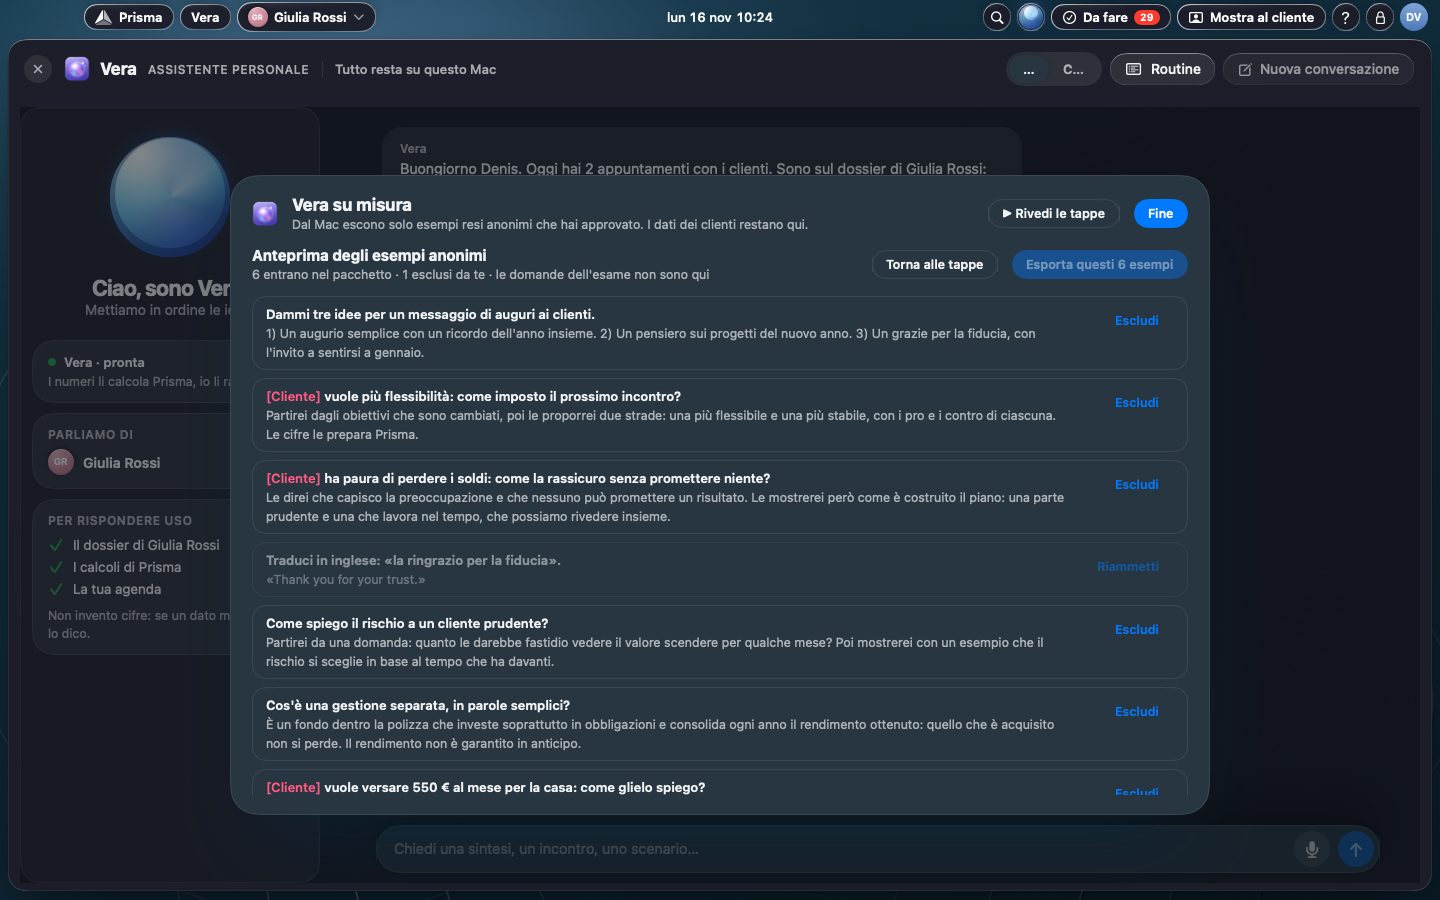 Prisma
Vera
GR
Giulia Rossi
lun 16 nov 10:24
Da fare 29
Mostra al cliente
?
DV
Vera
ASSISTENTE PERSONALE
Tutto resta su questo Mac
...
C...
Routine
Nuova conversazione
Vera
Buongiorno Denis. Oggi hai 2 appuntamenti con i clienti. Sono sul dossier di Giulia Rossi:
Ciao, sono Ver
Mettiamo in ordine le i
Vera · pronta
I numeri li calcola Prisma, io li r
PARLIAMO DI
GR
Giulia Rossi
PER RISPONDERE USO
Il dossier di Giulia Rossi
I calcoli di Prisma
La tua agenda
Non invento cifre: se un dato m
lo dico.
Vera su misura
Dal Mac escono solo esempi resi anonimi che hai approvato. I dati dei clienti restano qui.
Rivedi le tappe
Fine
Anteprima degli esempi anonimi
6 entrano nel pacchetto · 1 esclusi da te · le domande dell'esame non sono qui
Torna alle tappe
Esporta questi 6 esempi
Dammi tre idee per un messaggio di auguri ai clienti.
1) Un augurio semplice con un ricordo dell'anno insieme. 2) Un pensiero sui progetti del nuovo anno. 3) Un grazie per la fiducia, con
l'invito a sentirsi a gennaio.
Escludi
[Cliente] vuole più flessibilità: come imposto il prossimo incontro?
Partirei dagli obiettivi che sono cambiati, poi le proporrei due strade: una più flessibile e una più stabile, con i pro e i contro di ciascuna.
Le cifre le prepara Prisma.
Escludi
[Cliente] ha paura di perdere i soldi: come la rassicuro senza promettere niente?
Le direi che capisco la preoccupazione e che nessuno può promettere un risultato. Le mostrerei però come è costruito il piano: una parte
prudente e una che lavora nel tempo, che possiamo rivedere insieme.
Escludi
Traduci in inglese: «la ringrazio per la fiducia».
«Thank you for your trust.»
Riammetti
Come spiego il rischio a un cliente prudente?
Partirei da una domanda: quanto le darebbe fastidio vedere il valore scendere per qualche mese? Poi mostrerei con un esempio che il
rischio si sceglie in base al tempo che ha davanti.
Escludi
Cos'è una gestione separata, in parole semplici?
È un fondo dentro la polizza che investe soprattutto in obbligazioni e consolida ogni anno il rendimento ottenuto: quello che è acquisito
non si perde. Il rendimento non è garantito in anticipo.
Escludi
[Cliente] vuole versare 550 € al mese per la casa: come glielo spiego?
Escludi
Chiedi una sintesi, un incontro, uno scenario...